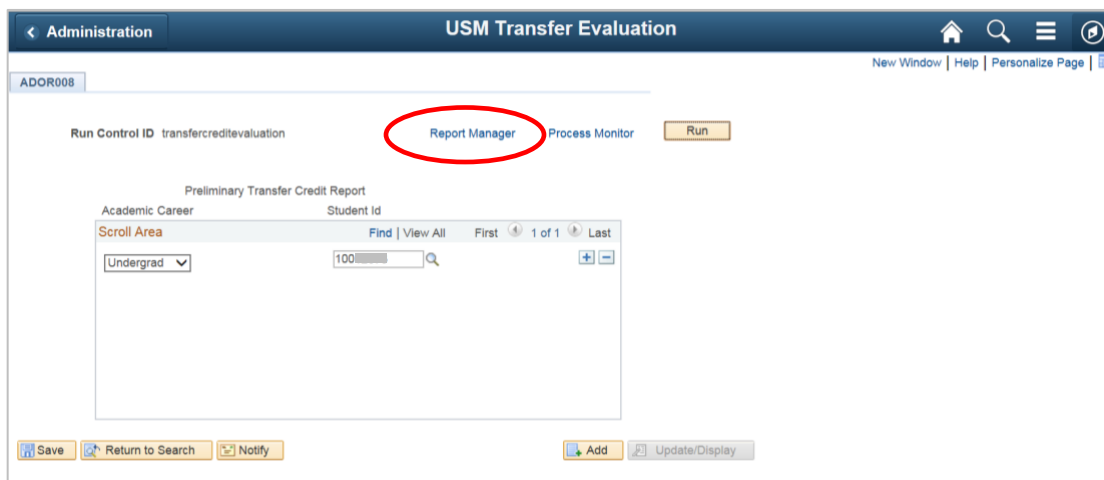 Administration USM Transfer Evaluation
New Window | Help | Personalize Page |
ADOR008
Run Control ID transfercreditevaluation Report Manager Process Monitor Run
Preliminary Transfer Credit Report
Academic Career Student Id
Scroll Area Find | View All First 1 of 1 Last
Undergrad 100
Save Return to Search Notify Add Update/Display